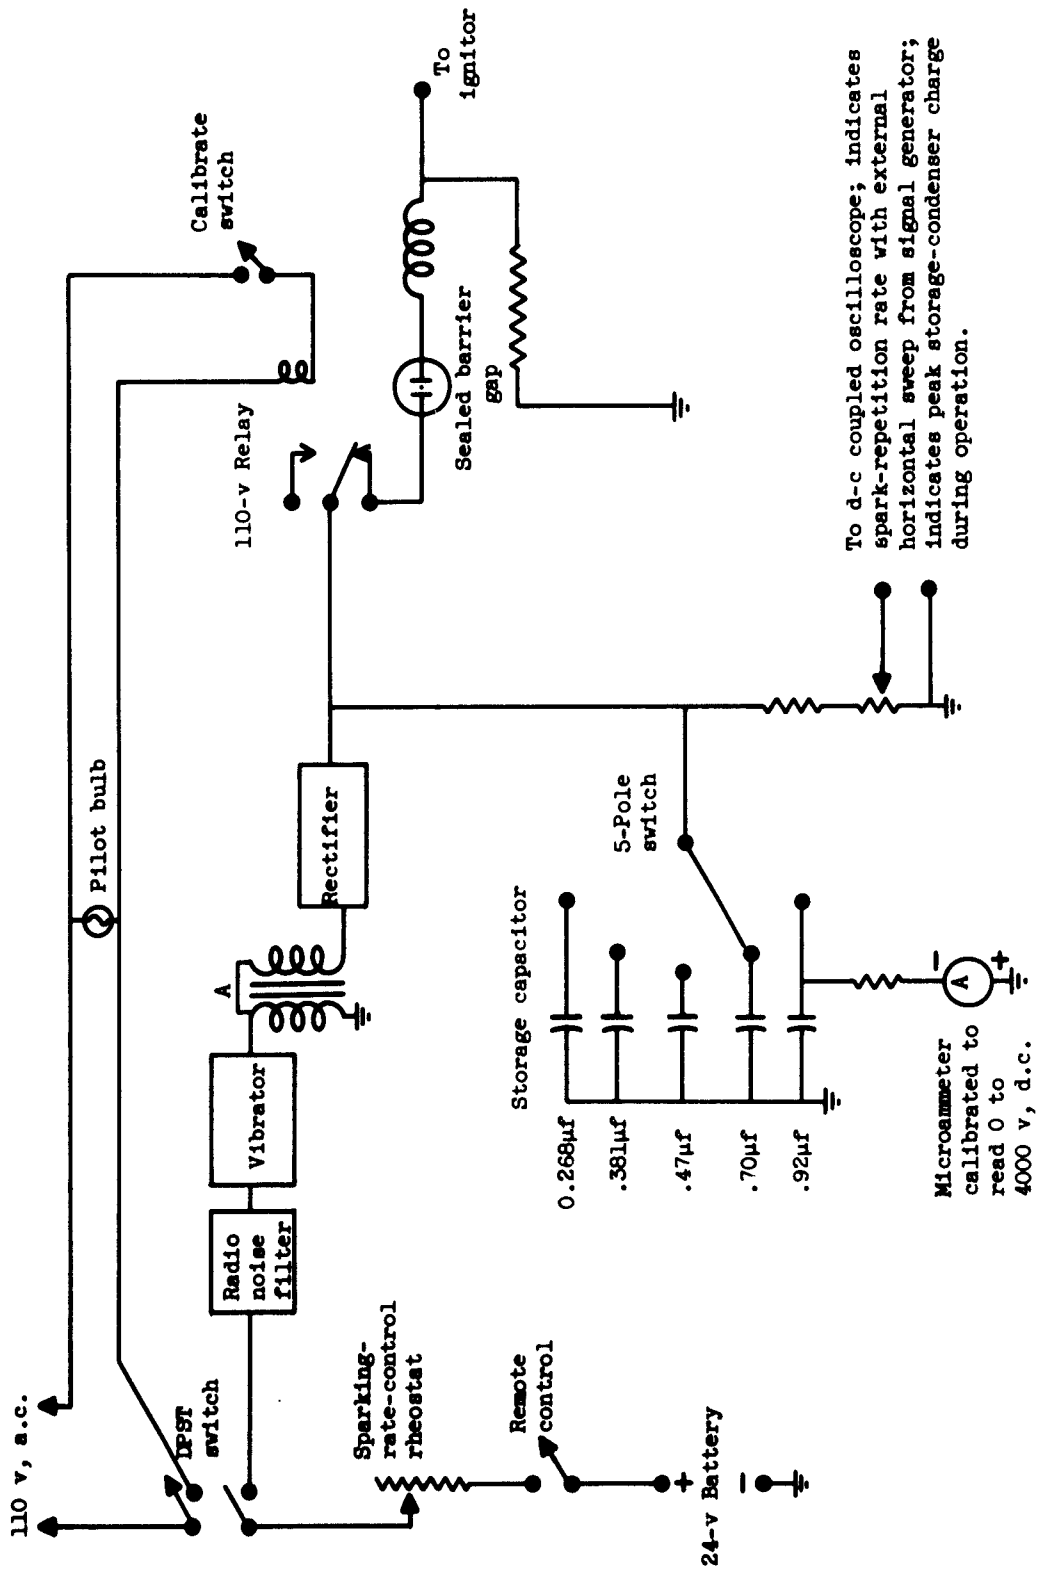 110 v, a.c.
DPST
switch
Sparking-
rate-control
rheostat
Remote
control
24-v Battery
+
−
Radio
noise
filter
Vibrator
A
Pilot bulb
Rectifier
110-v Relay
Calibrate
switch
Sealed barrier
gap
To
ignitor
Storage capacitor
0.268μf
.381μf
.47μf
.70μf
.92μf
5-Pole
switch
Microammeter
calibrated to
read 0 to
4000 v, d.c.
−
A
+
To d-c coupled oscilloscope; indicates
spark-repetition rate with external
horizontal sweep from signal generator;
indicates peak storage-condenser charge
during operation.